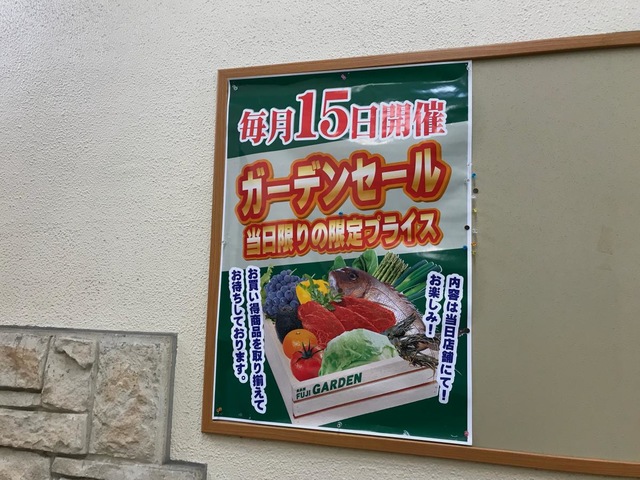 毎月15日開催
ガーデンセール
当日限りの限定プライス
内容は当日店舗にて!
お楽しみ!
お買い得商品を取り揃えて
お待ちしております。
FUJI GARDEN